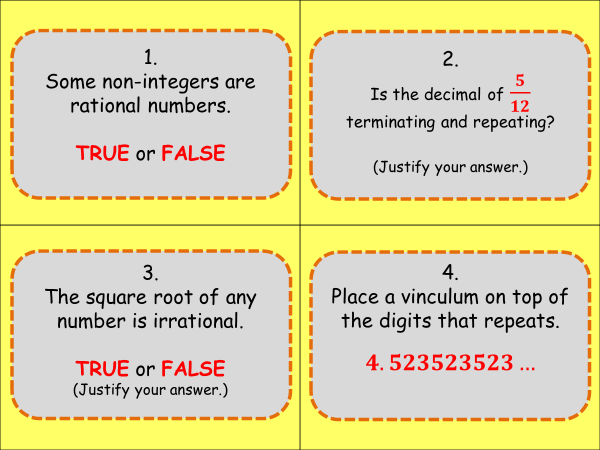 1.
Some non-integers are
rational numbers.
TRUE or FALSE
2.
Is the decimal of 5/12
terminating and repeating?
(Justify your answer.)
3.
The square root of any
number is irrational.
TRUE or FALSE
(Justify your answer.)
4.
Place a vinculum on top of
the digits that repeats.
4.523523523 ...